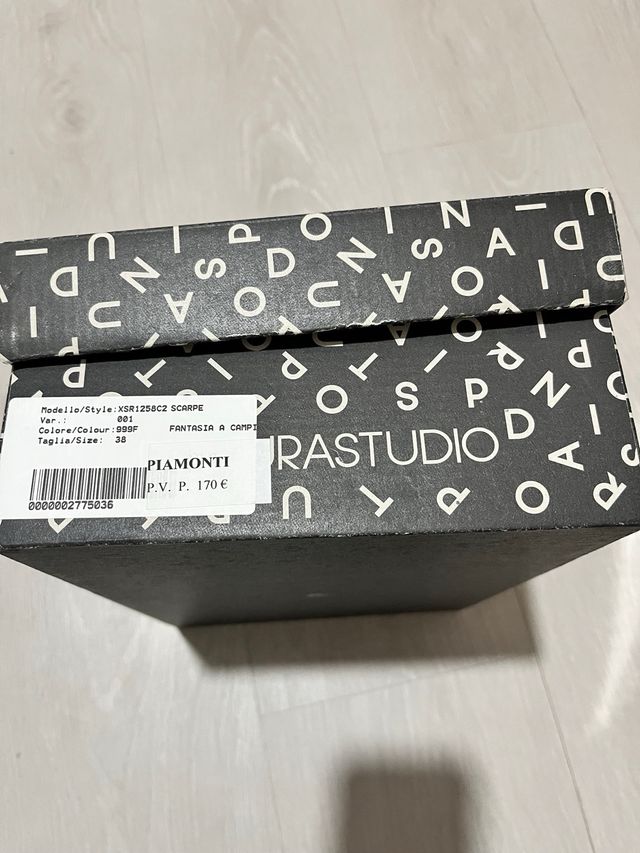 Modello/Style:XSR1258C2 SCARPE
Var.: 001
Colore/Colour:999F FANTASIA A CAMPI
Taglia/Size: 38
0000002775036
PIAMONTI
P.V. P. 170 €
URASTUDIO